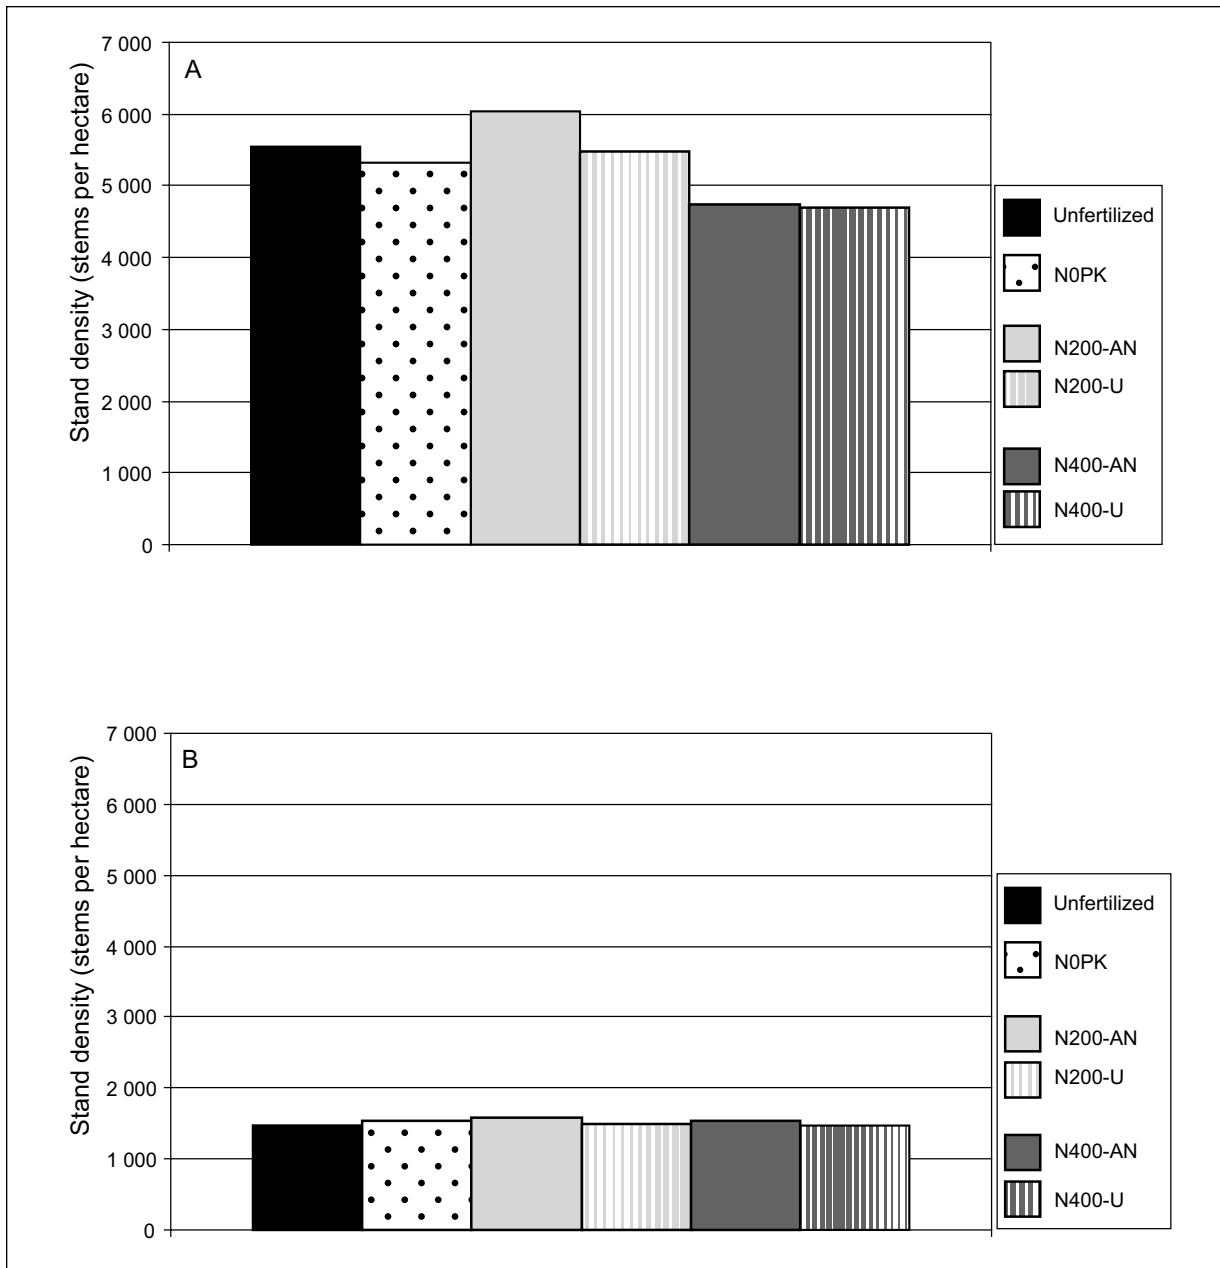 A
7 000
6 000
5 000
4 000
3 000
2 000
1 000
0
Stand density (stems per hectare)
Unfertilized
N0PK
N200-AN
N200-U
N400-AN
N400-U
B
7 000
6 000
5 000
4 000
3 000
2 000
1 000
0
Stand density (stems per hectare)
Unfertilized
N0PK
N200-AN
N200-U
N400-AN
N400-U